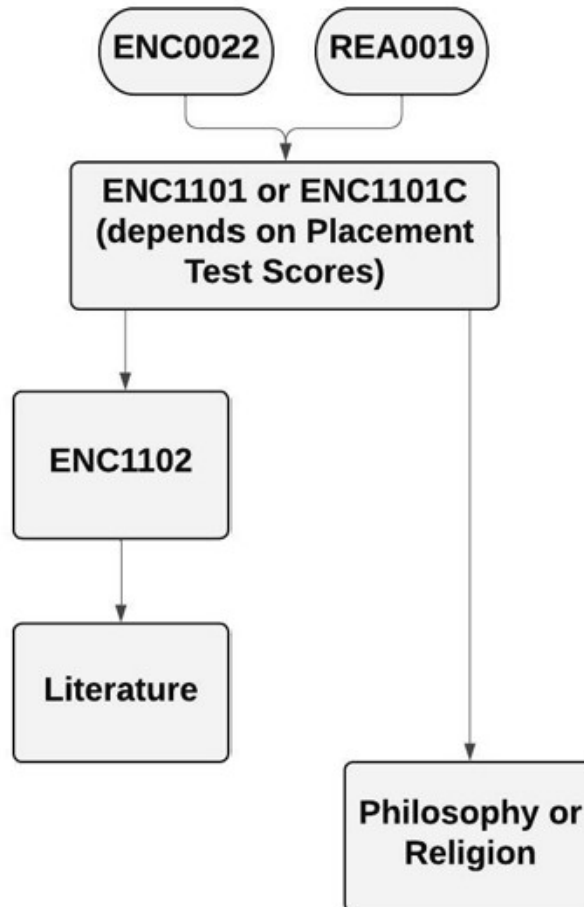 ENC0022
REA0019
ENC1101 or ENC1101C
(depends on Placement
Test Scores)
ENC1102
Literature
Philosophy or
Religion